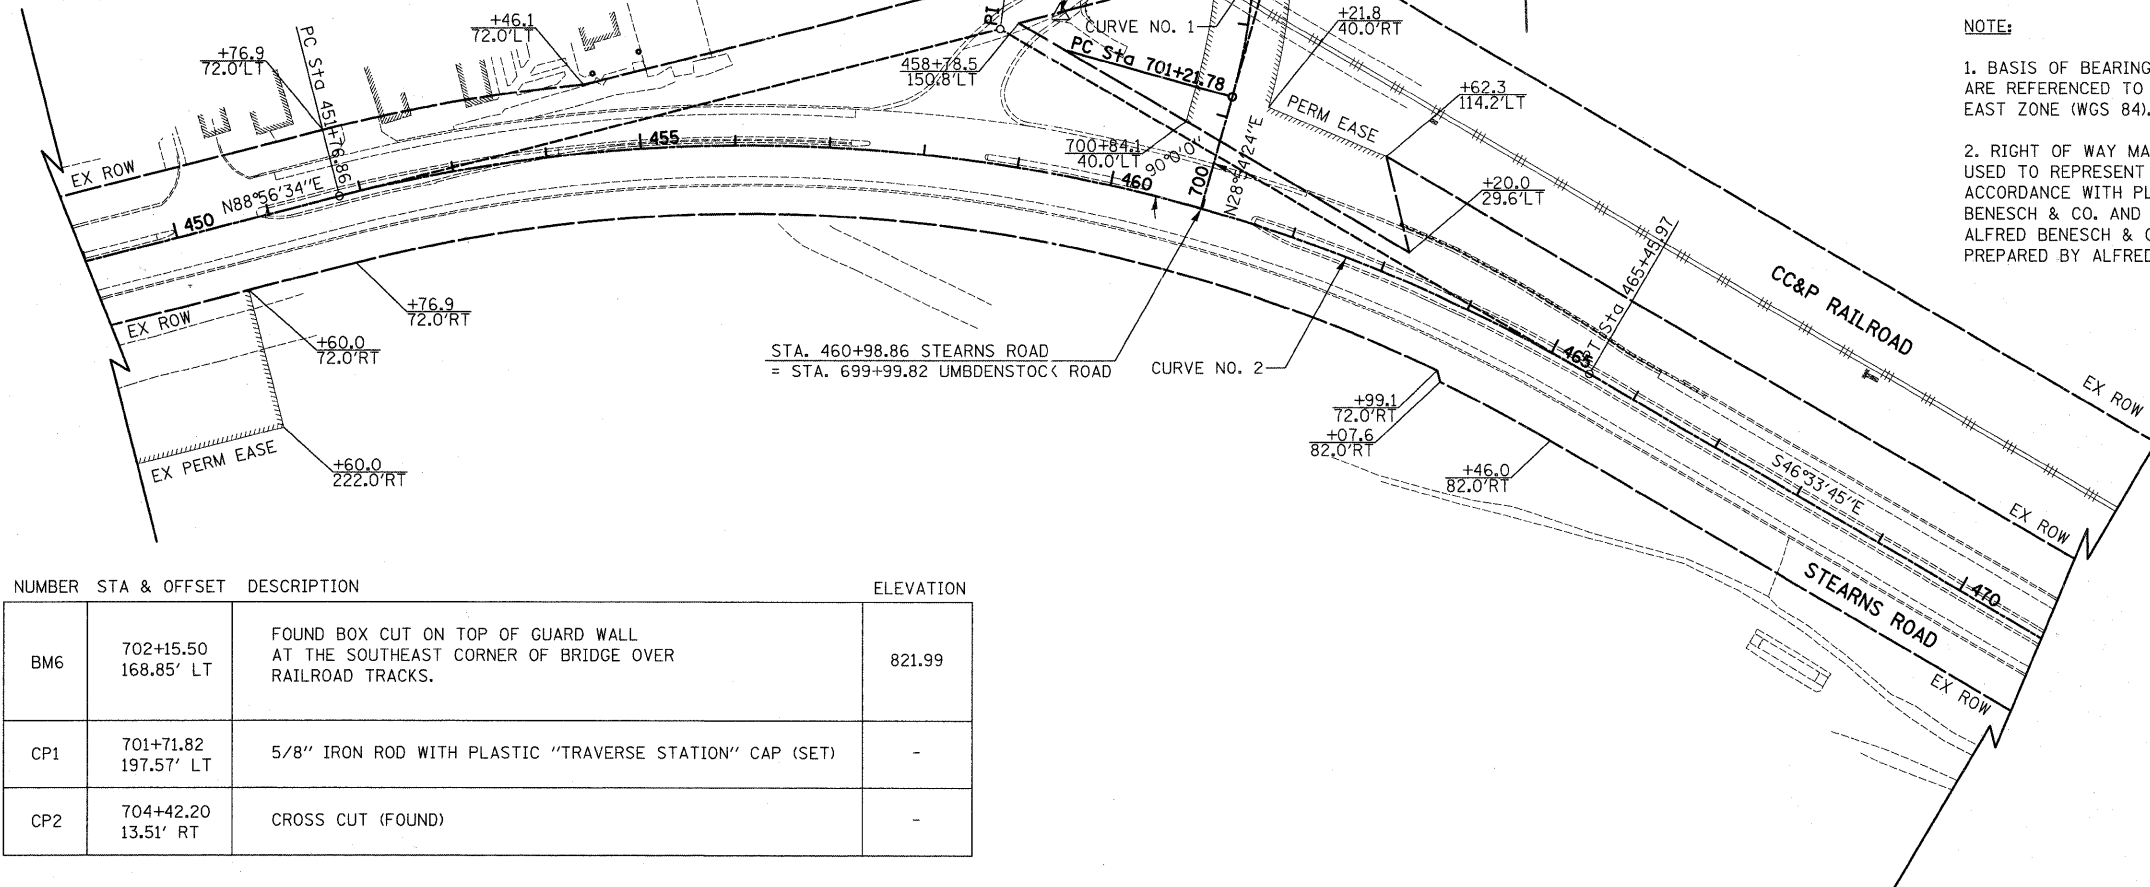 +46.1
72.0'LT
+76.9
72.0'LT
PC Sta 451+76.86
PI
CURVE NO. 1
+21.8
40.0'RT
458+78.5
150.8'LT
PC Sta 701+21.78
+62.3
114.2'LT
PERM EASE
700+84.1
40.0'LT
N28°54'24"E
700
+20.0
29.6'LT
455
460
EX ROW
N88°56'34"E
450
PT Sta 465+45.97
CC&P RAILROAD
EX ROW
EX ROW
+76.9
72.0'RT
+60.0
72.0'RT
STA. 460+98.86 STEARNS ROAD
= STA. 699+99.82 UMBDENSTOCK ROAD
CURVE NO. 2
465
+99.1
72.0'RT
+07.6
82.0'RT
+46.0
82.0'RT
EX PERM EASE
+60.0
222.0'RT
S46°33'45"E
EX ROW
470
STEARNS ROAD
EX ROW
NOTE:
1. BASIS OF BEARING
ARE REFERENCED TO
EAST ZONE (WGS 84).
2. RIGHT OF WAY MA
USED TO REPRESENT
ACCORDANCE WITH PL
BENESCH & CO. AND
ALFRED BENESCH & C
PREPARED BY ALFRED
NUMBER STA & OFFSET DESCRIPTION ELEVATION
BM6 702+15.50 168.85' LT FOUND BOX CUT ON TOP OF GUARD WALL
AT THE SOUTHEAST CORNER OF BRIDGE OVER
RAILROAD TRACKS. 821.99
CP1 701+71.82 197.57' LT 5/8" IRON ROD WITH PLASTIC "TRAVERSE STATION" CAP (SET) -
CP2 704+42.20 13.51' RT CROSS CUT (FOUND) -